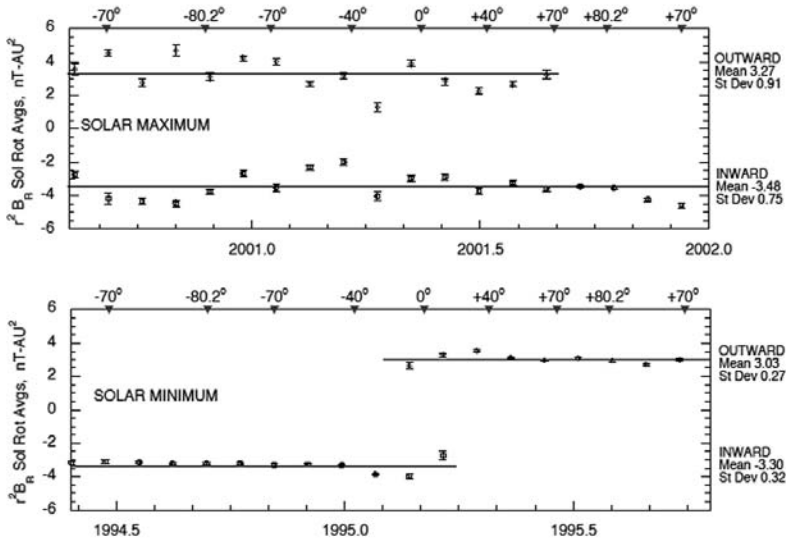 -70° -80.2° -70° -40° 0° +40° +70° +80.2° +70°
6
4
2
0
-2
-4
-6
r² B_R Sol Rot Avgs, nT-AU²
OUTWARD
Mean 3.27
St Dev 0.91
SOLAR MAXIMUM
INWARD
Mean -3.48
St Dev 0.75
2001.0 2001.5 2002.0
-70° -80.2° -70° -40° 0° +40° +70° +80.2° +70°
6
4
2
0
-2
-4
-6
r² B_R Sol Rot Avgs, nT-AU²
OUTWARD
Mean 3.03
St Dev 0.27
SOLAR MINIMUM
INWARD
Mean -3.30
St Dev 0.32
1994.5 1995.0 1995.5